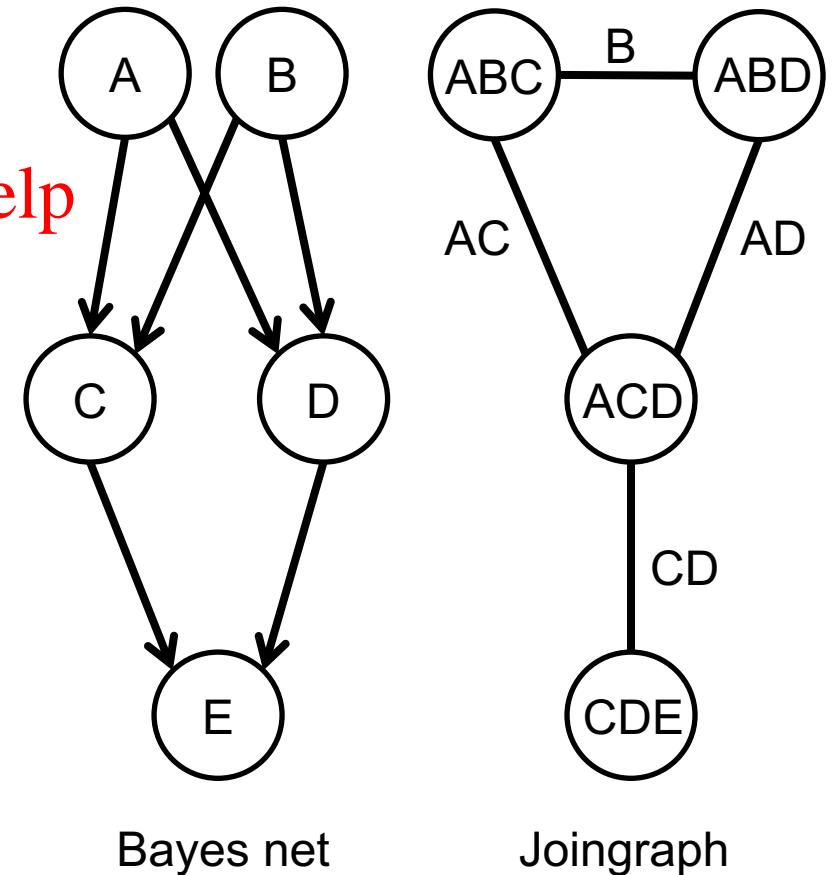 A B
ABC B ABD
elp
AC AD
C D
ACD
CD
E
CDE
Bayes net
Joingraph